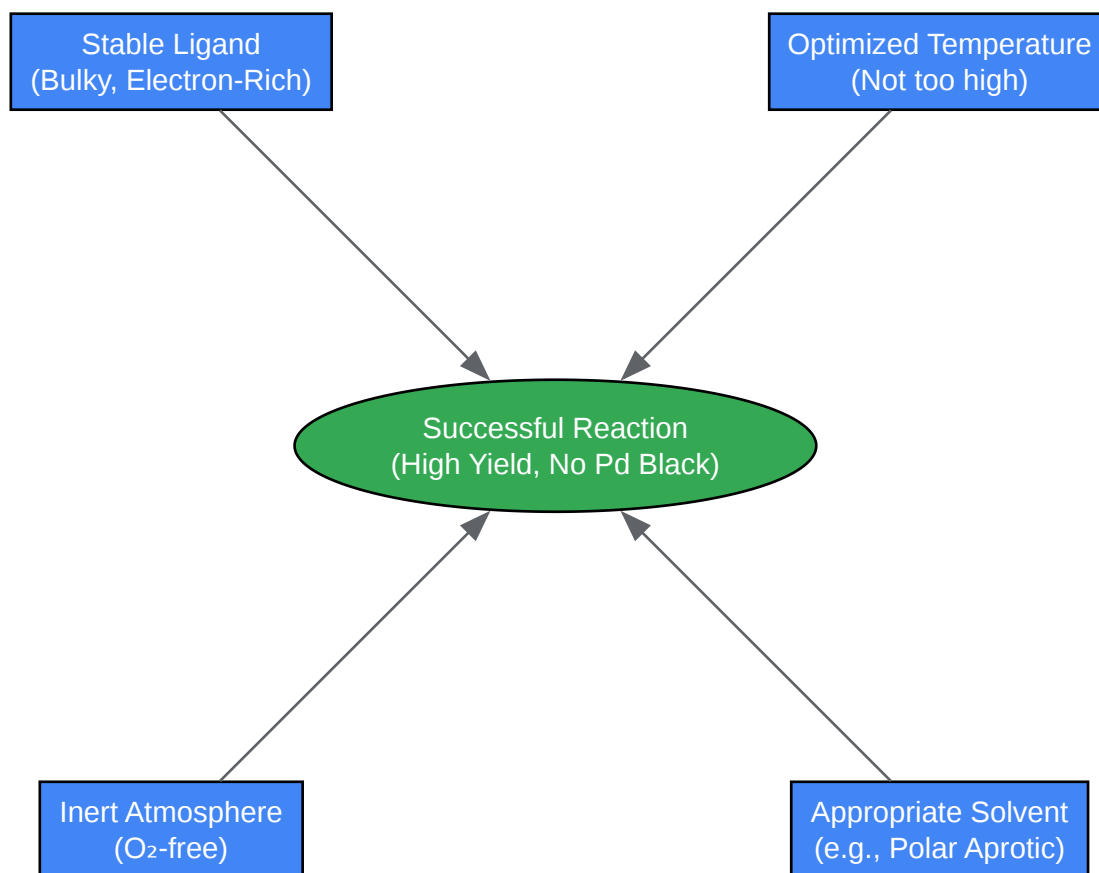 Stable Ligand
(Bulky, Electron-Rich)
Optimized Temperature
(Not too high)
Successful Reaction
(High Yield, No Pd Black)
Inert Atmosphere
(O₂-free)
Appropriate Solvent
(e.g., Polar Aprotic)